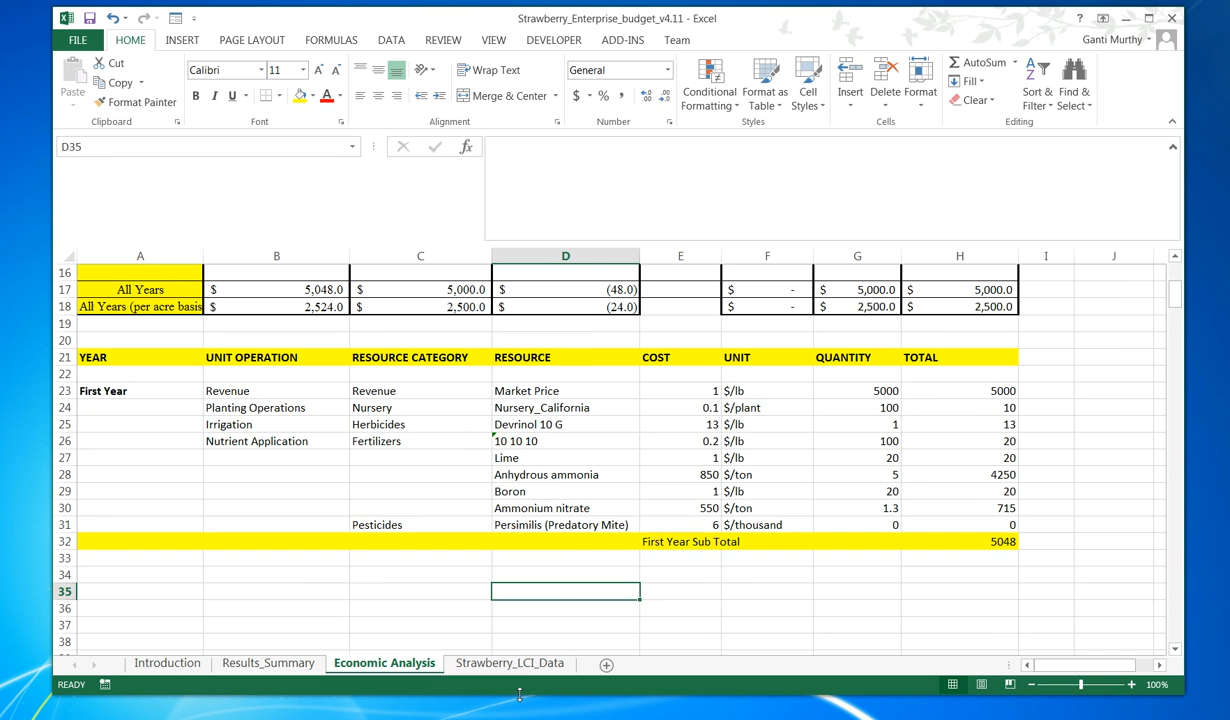 Strawberry_Enterprise_budget_v4.11 - Excel
FILE HOME INSERT PAGE LAYOUT FORMULAS DATA REVIEW VIEW DEVELOPER ADD-INS Team Ganti Murthy
Paste Cut Copy Format Painter
Clipboard
Calibri 11
B I U
Font
Wrap Text
Merge & Center
Alignment
General
$ % ,
Number
Conditional Formatting
Format as Table
Cell Styles
Styles
Insert Delete Format
Cells
AutoSum
Fill
Clear
Sort & Filter
Find & Select
Editing
D35 fx
A B C D E F G H I J
16
17 All Years $ 5,048.0 $ 5,000.0 $ (48.0) $ - $ 5,000.0 $ 5,000.0
18 All Years (per acre basis $ 2,524.0 $ 2,500.0 $ (24.0) $ - $ 2,500.0 $ 2,500.0
19
20
21 YEAR UNIT OPERATION RESOURCE CATEGORY RESOURCE COST UNIT QUANTITY TOTAL
22
23 First Year Revenue Revenue Market Price 1 $/lb 5000 5000
24 Planting Operations Nursery Nursery_California 0.1 $/plant 100 10
25 Irrigation Herbicides Devrinol 10 G 13 $/lb 1 13
26 Nutrient Application Fertilizers 10 10 10 0.2 $/lb 100 20
27 Lime 1 $/lb 20 20
28 Anhydrous ammonia 850 $/ton 5 4250
29 Boron 1 $/lb 20 20
30 Ammonium nitrate 550 $/ton 1.3 715
31 Pesticides Persimilis (Predatory Mite) 6 $/thousand 0 0
32 First Year Sub Total 5048
33
34
35
36
37
38
Introduction Results_Summary Economic Analysis Strawberry_LCI_Data
READY 100%